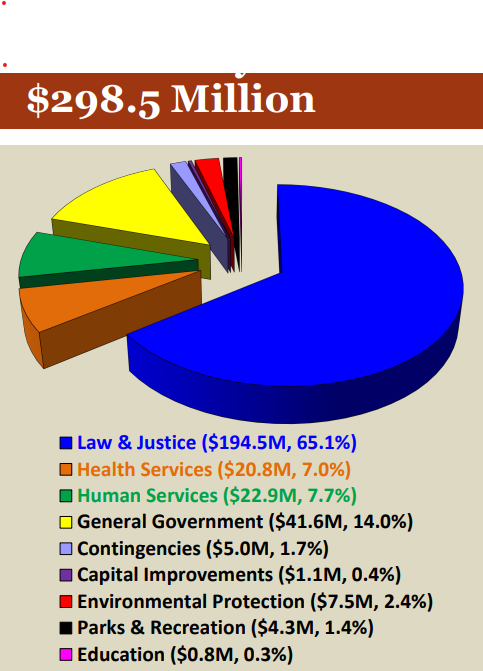 $298.5 Million
Law & Justice ($194.5M, 65.1%)
Health Services ($20.8M, 7.0%)
Human Services ($22.9M, 7.7%)
General Government ($41.6M, 14.0%)
Contingencies ($5.0M, 1.7%)
Capital Improvements ($1.1M, 0.4%)
Environmental Protection ($7.5M, 2.4%)
Parks & Recreation ($4.3M, 1.4%)
Education ($0.8M, 0.3%)